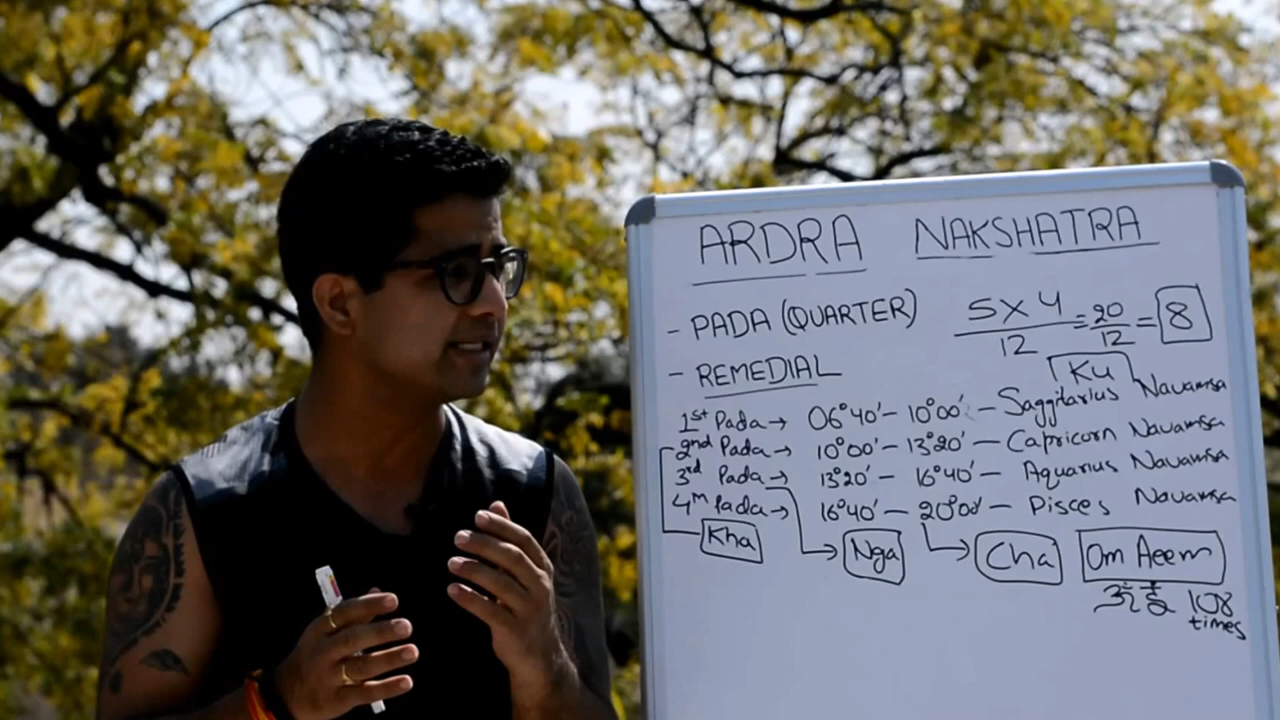 ARDRA NAKSHATRA
- PADA (QUARTER) 5X4/12 = 20/12 = 8
- REMEDIAL
Ku
1st Pada → 06°40' – 10°00' – Saggitarius Navamsa
2nd Pada → 10°00' – 13°20' – Capricorn Navamsa
3rd Pada → 13°20' – 16°40' – Aquarius Navamsa
4th Pada → 16°40' – 20°00' – Pisces Navamsa
Kha Nga Cha Om Aeem
108
times